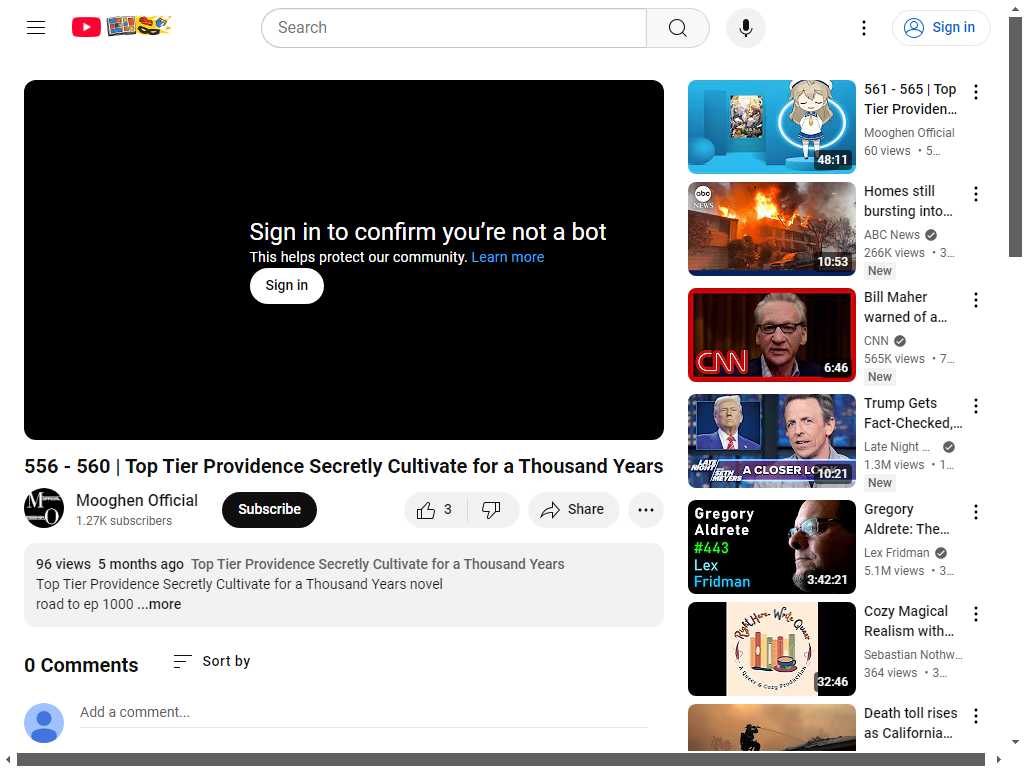 Search
Sign in
Sign in to confirm you’re not a bot
This helps protect our community. Learn more
Sign in
556 - 560 | Top Tier Providence Secretly Cultivate for a Thousand Years
Mooghen Official
1.27K subscribers
Subscribe
3
Share
96 views 5 months ago Top Tier Providence Secretly Cultivate for a Thousand Years
Top Tier Providence Secretly Cultivate for a Thousand Years novel
road to ep 1000 ...more
0 Comments
Sort by
Add a comment...
48:11
561 - 565 | Top
Tier Providen...
Mooghen Official
60 views • 5...
abc
NEWS
10:53
Homes still
bursting into...
ABC News
266K views • 3...
New
CNN
6:46
Bill Maher
warned of a...
CNN
565K views • 7...
New
LATE NIGHT
SETH MEYERS
A CLOSER LO
10:21
Trump Gets
Fact-Checked,...
Late Night ...
1.3M views • 1...
New
Gregory
Aldrete
#443
Lex
Fridman
3:42:21
Gregory
Aldrete: The...
Lex Fridman
5.1M views • 3...
Right Here, Write Queer
A Queer & Cozy Production
32:46
Cozy Magical
Realism with...
Sebastian Nothw...
364 views • 3...
Death toll rises
as California...